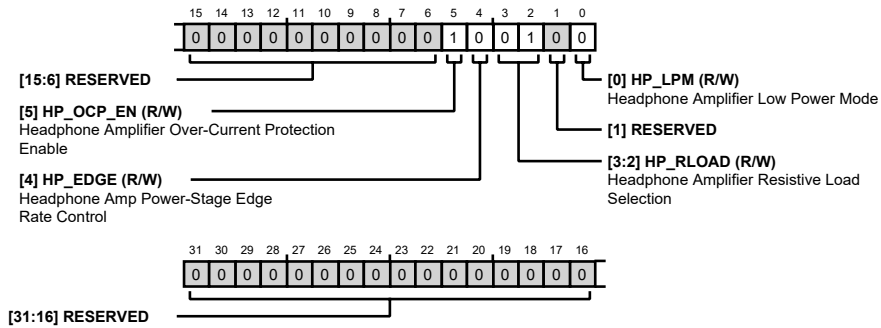 15 14 13 12 11 10 9 8 7 6 5 4 3 2 1 0
0 0 0 0 0 0 0 0 0 0 1 0 0 1 0 0
[15:6] RESERVED
[5] HP_OCP_EN (R/W)
Headphone Amplifier Over-Current Protection
Enable
[4] HP_EDGE (R/W)
Headphone Amp Power-Stage Edge
Rate Control
[0] HP_LPM (R/W)
Headphone Amplifier Low Power Mode
[1] RESERVED
[3:2] HP_RLOAD (R/W)
Headphone Amplifier Resistive Load
Selection
31 30 29 28 27 26 25 24 23 22 21 20 19 18 17 16
0 0 0 0 0 0 0 0 0 0 0 0 0 0 0 0
[31:16] RESERVED